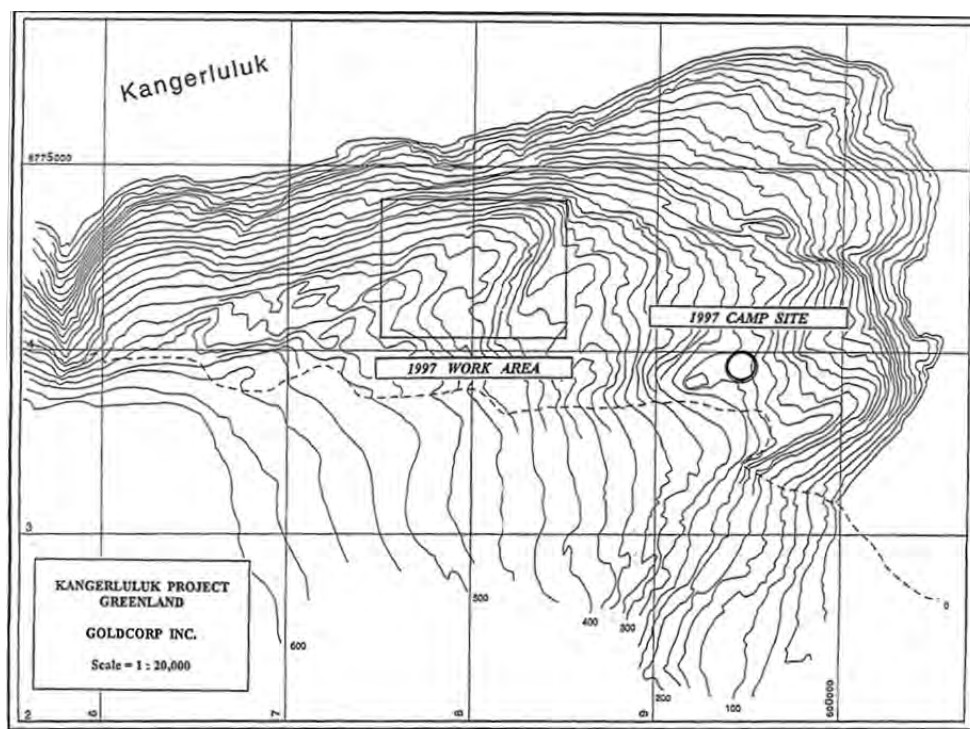 Kangerluluk
6775000
1997 CAMP SITE
4
1997 WORK AREA
3
KANGERLULUK PROJECT
GREENLAND
GOLDCORP INC.
Scale = 1 : 20,000
600
500
400
300
200
100
0
2
6
7
8
9
600000